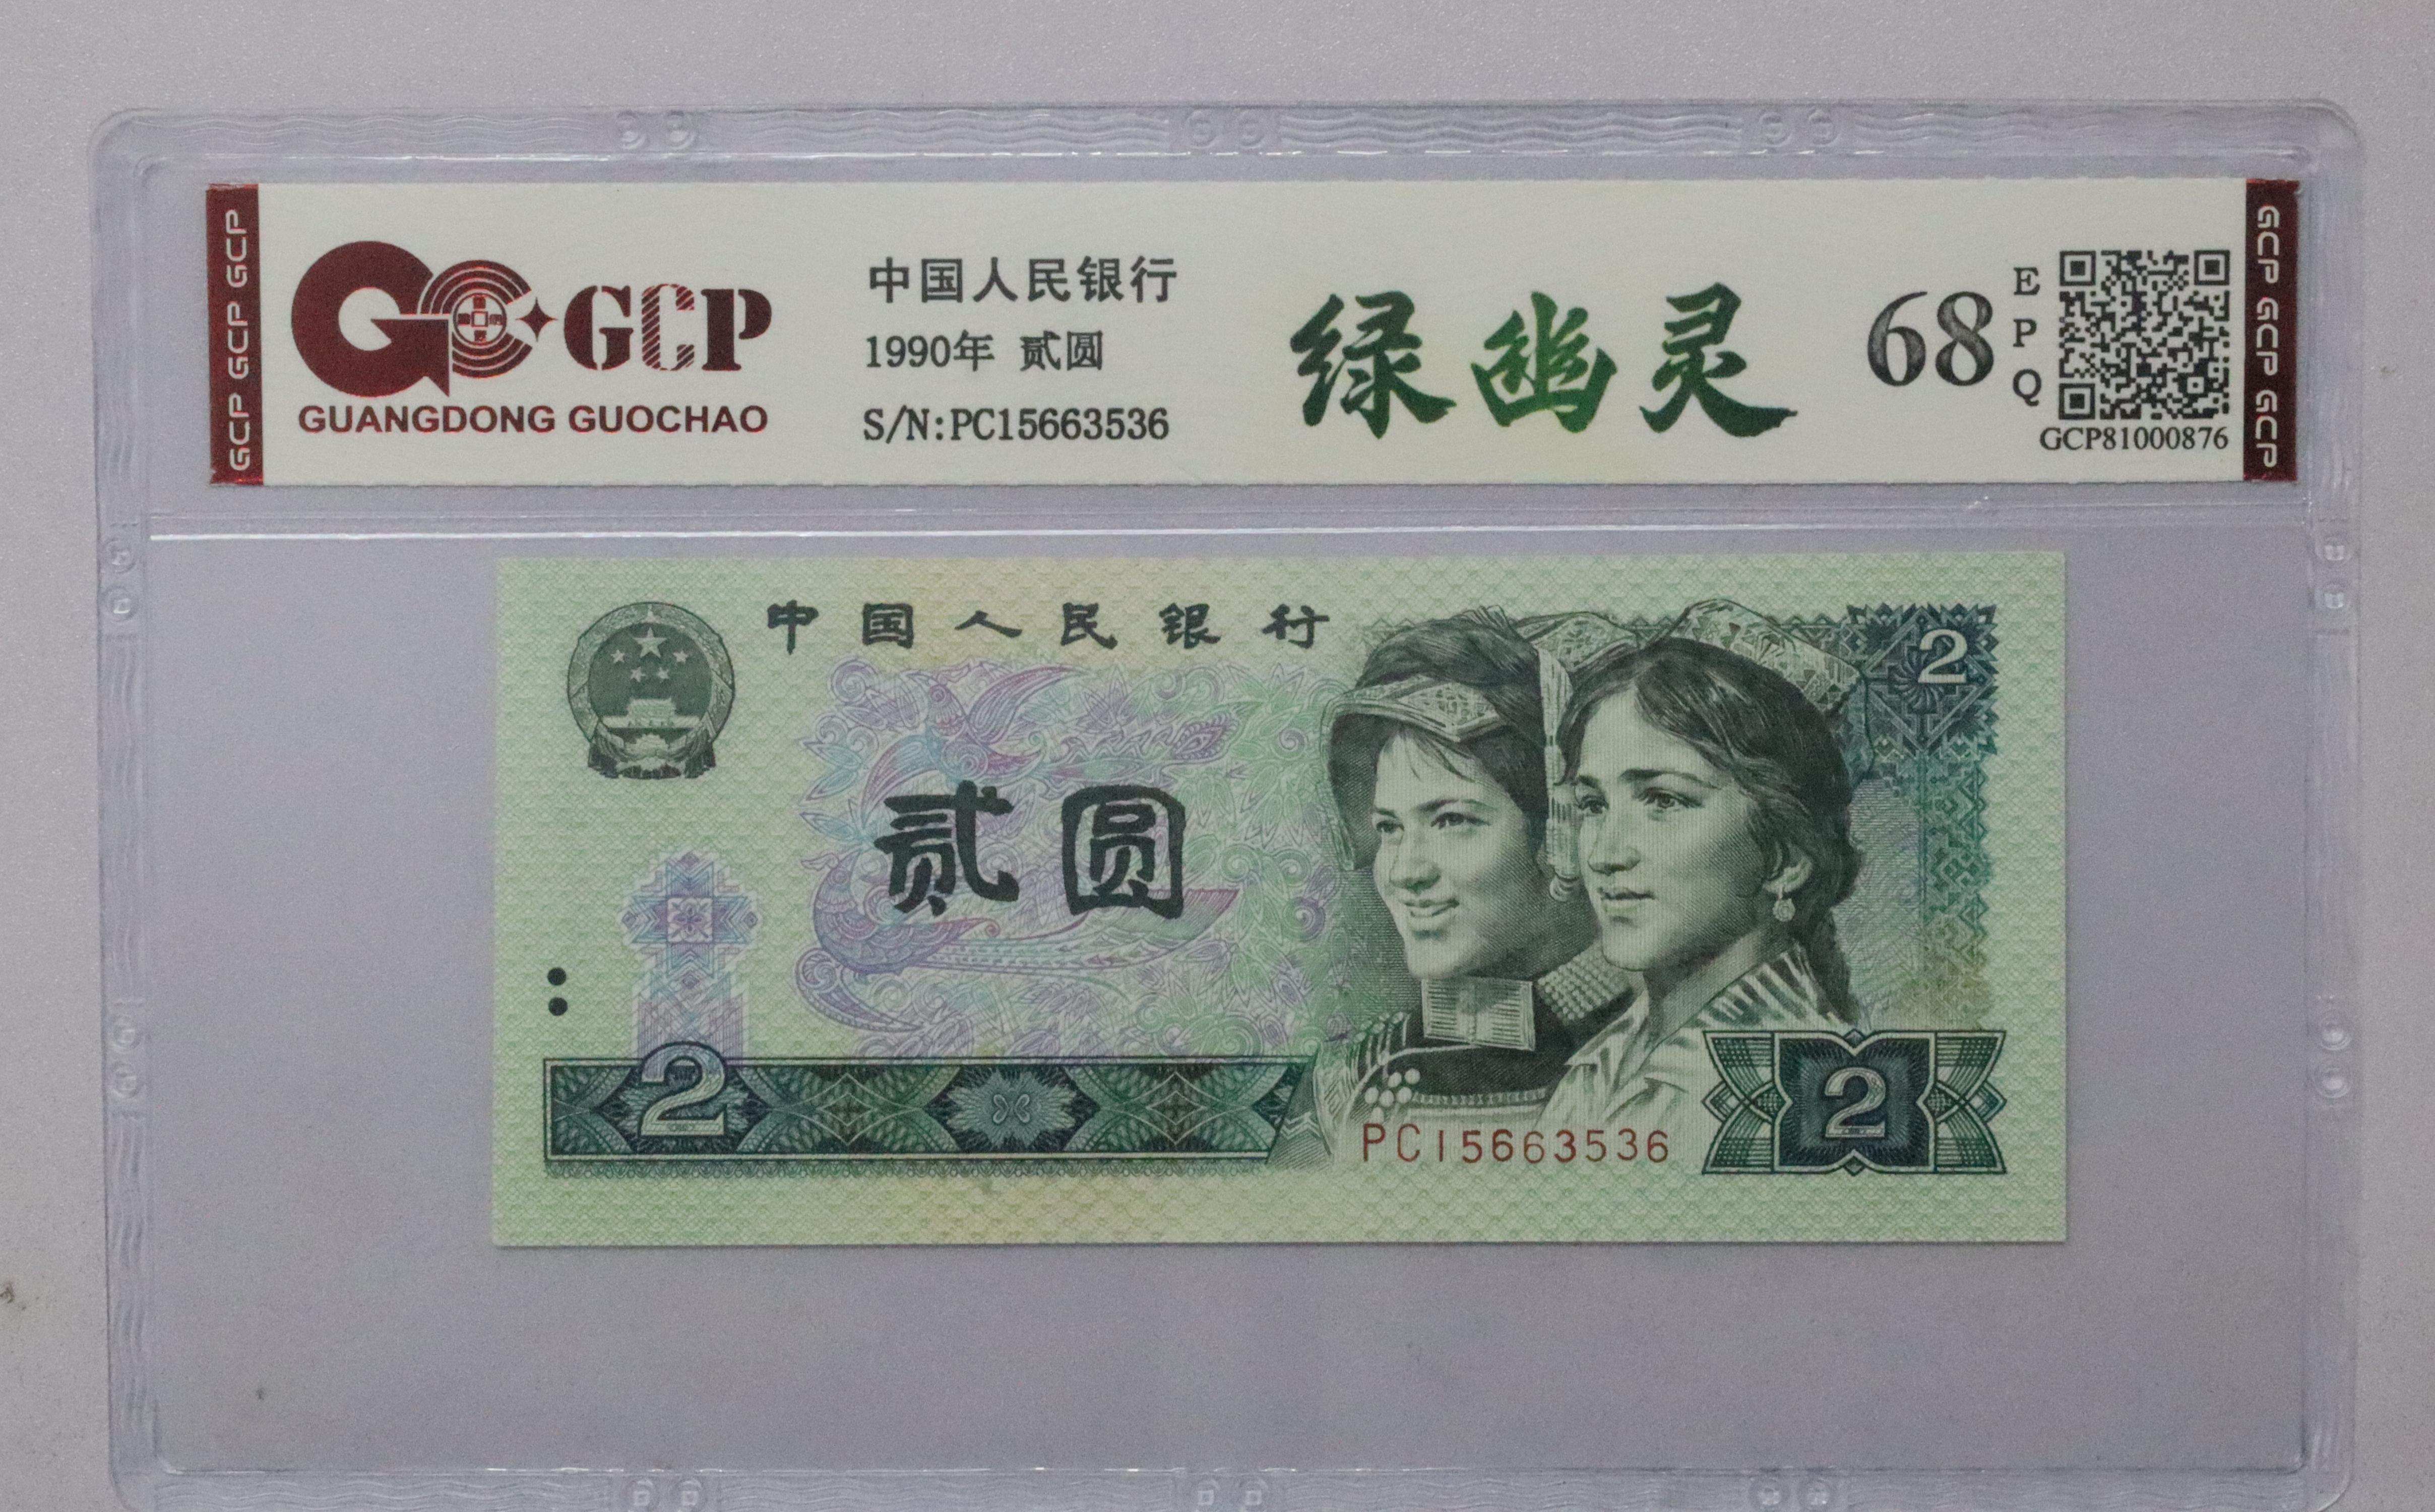 GCP GCP GCP
GCP
GUANGDONG GUOCHAO
中国人民银行
1990年 贰圆
S/N:PC15663536
绿幽灵
68
EPQ
GCP81000876
GCP GCP GCP
中国人民银行
2
贰圆
2
PC15663536
2